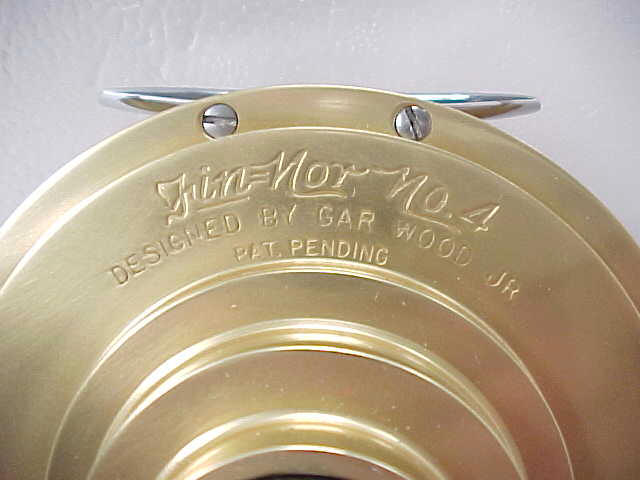 Fin=Nor No. 4
DESIGNED BY GAR WOOD JR
PAT. PENDING